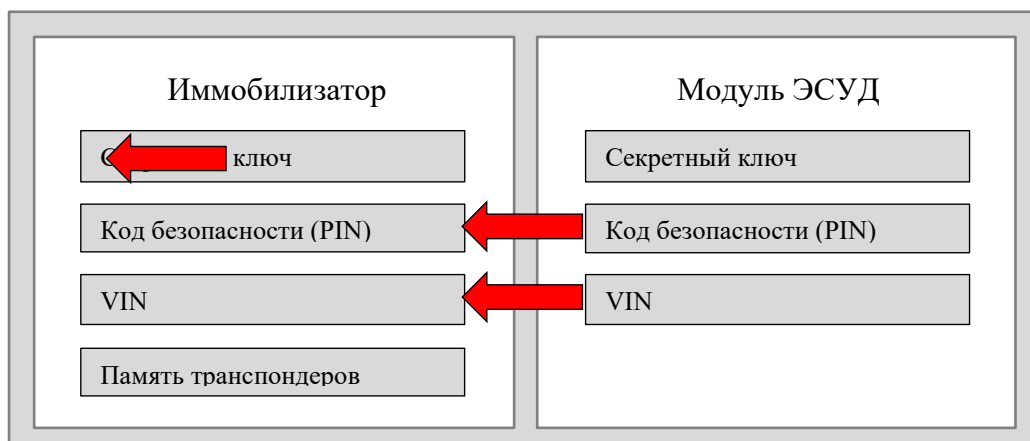 Иммобилизатор
ключ
Код безопасности (PIN)
VIN
Память транспондеров
Модуль ЭСУД
Секретный ключ
Код безопасности (PIN)
VIN